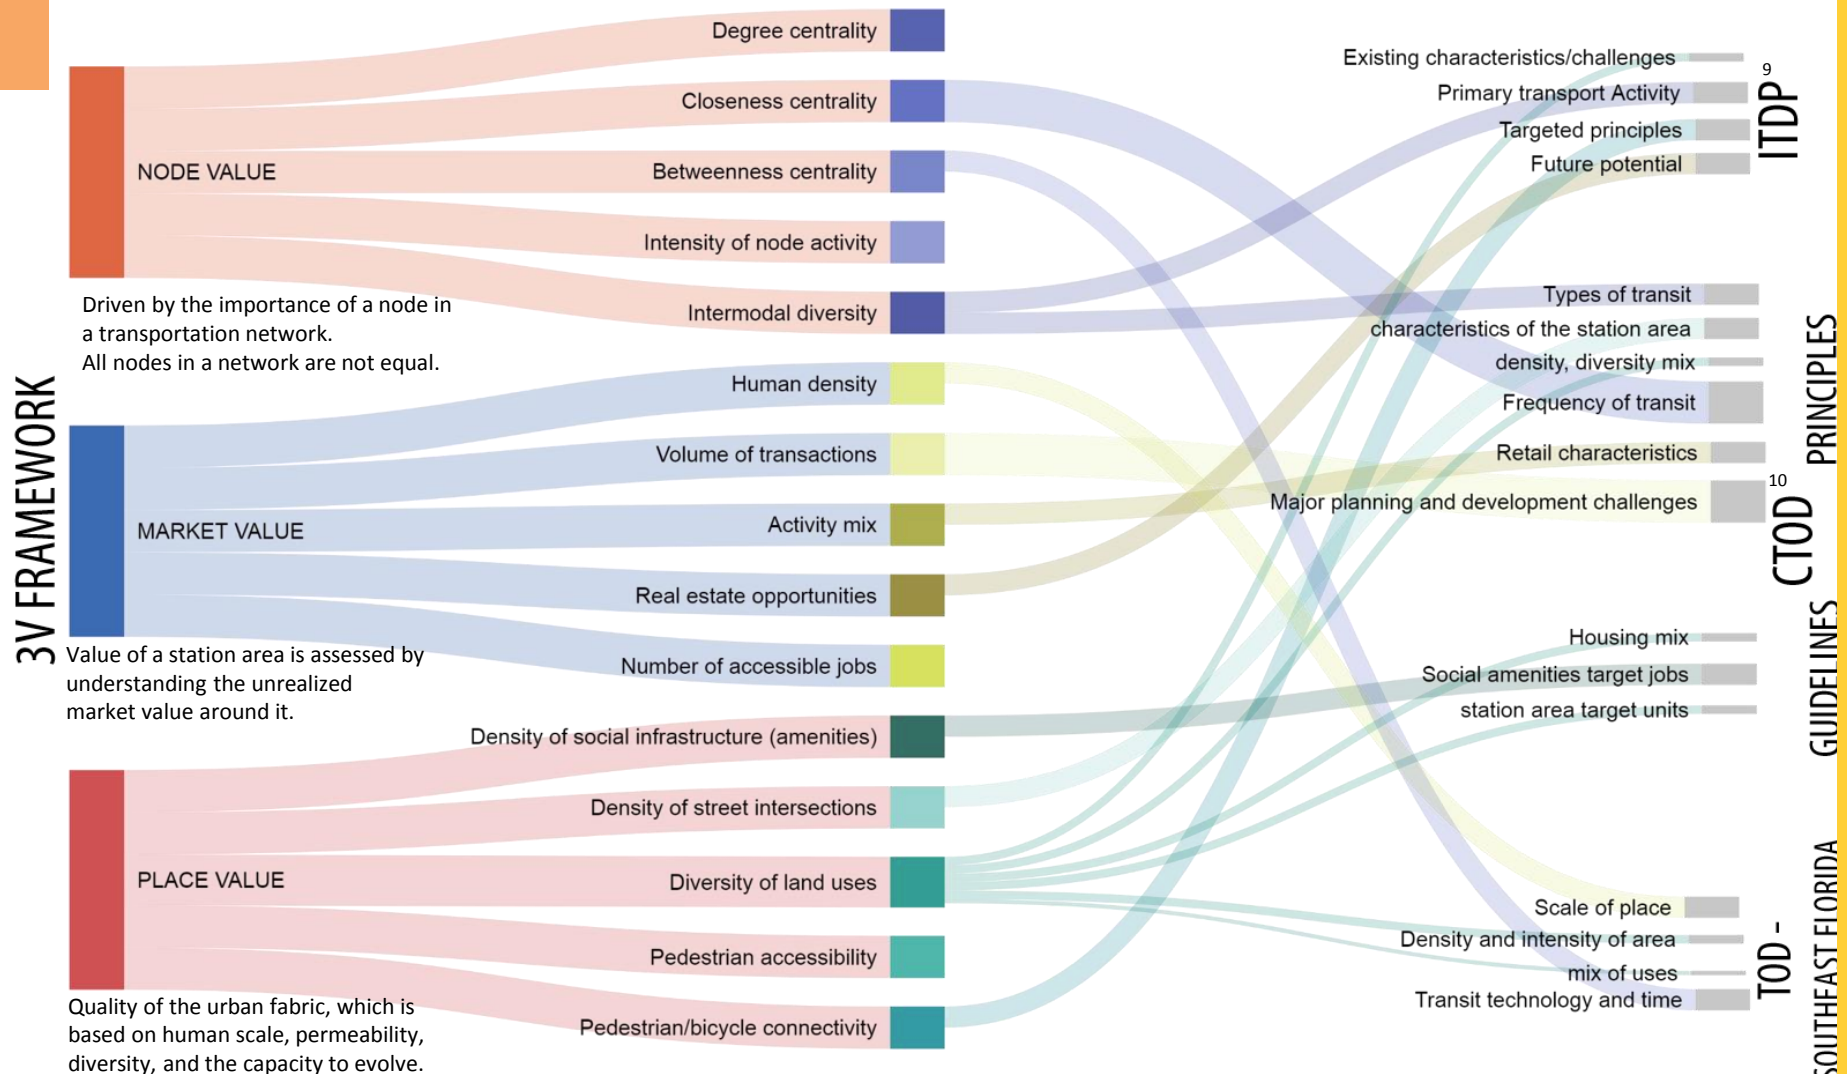 3V FRAMEWORK
NODE VALUE
Driven by the importance of a node in
a transportation network.
All nodes in a network are not equal.
MARKET VALUE
Value of a station area is assessed by
understanding the unrealized
market value around it.
PLACE VALUE
Quality of the urban fabric, which is
based on human scale, permeability,
diversity, and the capacity to evolve.
Degree centrality
Closeness centrality
Betweenness centrality
Intensity of node activity
Intermodal diversity
Human density
Volume of transactions
Activity mix
Real estate opportunities
Number of accessible jobs
Density of social infrastructure (amenities)
Density of street intersections
Diversity of land uses
Pedestrian accessibility
Pedestrian/bicycle connectivity
Existing characteristics/challenges
Primary transport Activity
Targeted principles
Future potential
Types of transit
characteristics of the station area
density, diversity mix
Frequency of transit
Retail characteristics
Major planning and development challenges
Housing mix
Social amenities target jobs
station area target units
Scale of place
Density and intensity of area
mix of uses
Transit technology and time
ITDP 9
PRINCIPLES
CTOD 10
GUIDELINES
TOD -
SOUTHEAST FLORIDA